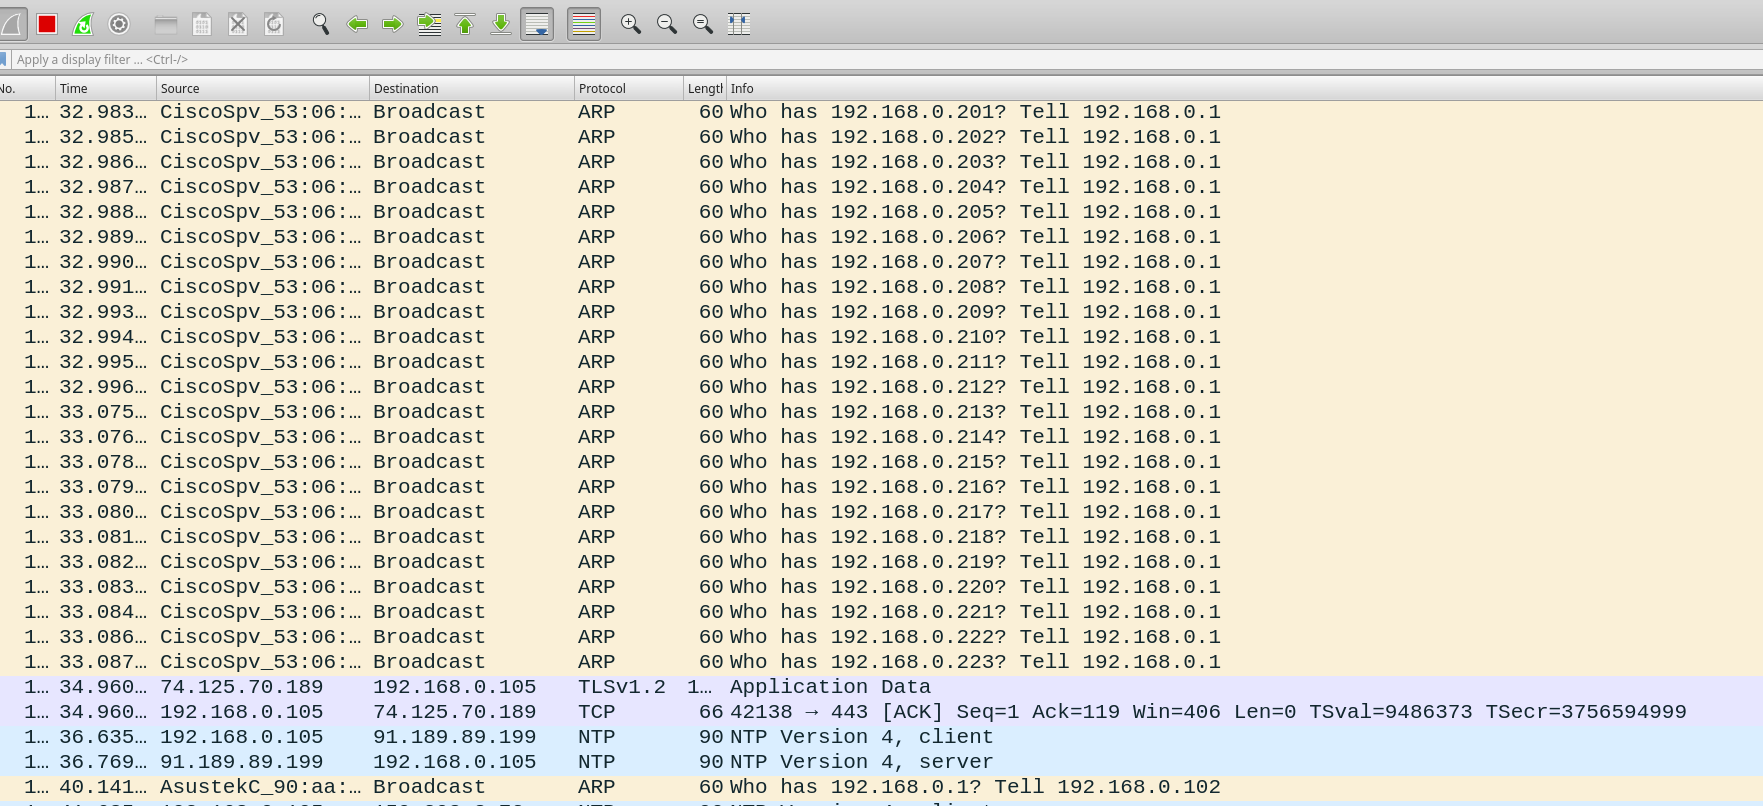 Apply a display filter ... <Ctrl-/>
No. Time Source Destination Protocol Length Info
1… 32.983… CiscoSpv_53:06:… Broadcast ARP 60 Who has 192.168.0.201? Tell 192.168.0.1
1… 32.985… CiscoSpv_53:06:… Broadcast ARP 60 Who has 192.168.0.202? Tell 192.168.0.1
1… 32.986… CiscoSpv_53:06:… Broadcast ARP 60 Who has 192.168.0.203? Tell 192.168.0.1
1… 32.987… CiscoSpv_53:06:… Broadcast ARP 60 Who has 192.168.0.204? Tell 192.168.0.1
1… 32.988… CiscoSpv_53:06:… Broadcast ARP 60 Who has 192.168.0.205? Tell 192.168.0.1
1… 32.989… CiscoSpv_53:06:… Broadcast ARP 60 Who has 192.168.0.206? Tell 192.168.0.1
1… 32.990… CiscoSpv_53:06:… Broadcast ARP 60 Who has 192.168.0.207? Tell 192.168.0.1
1… 32.991… CiscoSpv_53:06:… Broadcast ARP 60 Who has 192.168.0.208? Tell 192.168.0.1
1… 32.993… CiscoSpv_53:06:… Broadcast ARP 60 Who has 192.168.0.209? Tell 192.168.0.1
1… 32.994… CiscoSpv_53:06:… Broadcast ARP 60 Who has 192.168.0.210? Tell 192.168.0.1
1… 32.995… CiscoSpv_53:06:… Broadcast ARP 60 Who has 192.168.0.211? Tell 192.168.0.1
1… 32.996… CiscoSpv_53:06:… Broadcast ARP 60 Who has 192.168.0.212? Tell 192.168.0.1
1… 33.075… CiscoSpv_53:06:… Broadcast ARP 60 Who has 192.168.0.213? Tell 192.168.0.1
1… 33.076… CiscoSpv_53:06:… Broadcast ARP 60 Who has 192.168.0.214? Tell 192.168.0.1
1… 33.078… CiscoSpv_53:06:… Broadcast ARP 60 Who has 192.168.0.215? Tell 192.168.0.1
1… 33.079… CiscoSpv_53:06:… Broadcast ARP 60 Who has 192.168.0.216? Tell 192.168.0.1
1… 33.080… CiscoSpv_53:06:… Broadcast ARP 60 Who has 192.168.0.217? Tell 192.168.0.1
1… 33.081… CiscoSpv_53:06:… Broadcast ARP 60 Who has 192.168.0.218? Tell 192.168.0.1
1… 33.082… CiscoSpv_53:06:… Broadcast ARP 60 Who has 192.168.0.219? Tell 192.168.0.1
1… 33.083… CiscoSpv_53:06:… Broadcast ARP 60 Who has 192.168.0.220? Tell 192.168.0.1
1… 33.084… CiscoSpv_53:06:… Broadcast ARP 60 Who has 192.168.0.221? Tell 192.168.0.1
1… 33.086… CiscoSpv_53:06:… Broadcast ARP 60 Who has 192.168.0.222? Tell 192.168.0.1
1… 33.087… CiscoSpv_53:06:… Broadcast ARP 60 Who has 192.168.0.223? Tell 192.168.0.1
1… 34.960… 74.125.70.189 192.168.0.105 TLSv1.2 1… Application Data
1… 34.960… 192.168.0.105 74.125.70.189 TCP 66 42138 → 443 [ACK] Seq=1 Ack=119 Win=406 Len=0 TSval=9486373 TSecr=3756594999
1… 36.635… 192.168.0.105 91.189.89.199 NTP 90 NTP Version 4, client
1… 36.769… 91.189.89.199 192.168.0.105 NTP 90 NTP Version 4, server
1… 40.141… AsustekC_90:aa:… Broadcast ARP 60 Who has 192.168.0.1? Tell 192.168.0.102